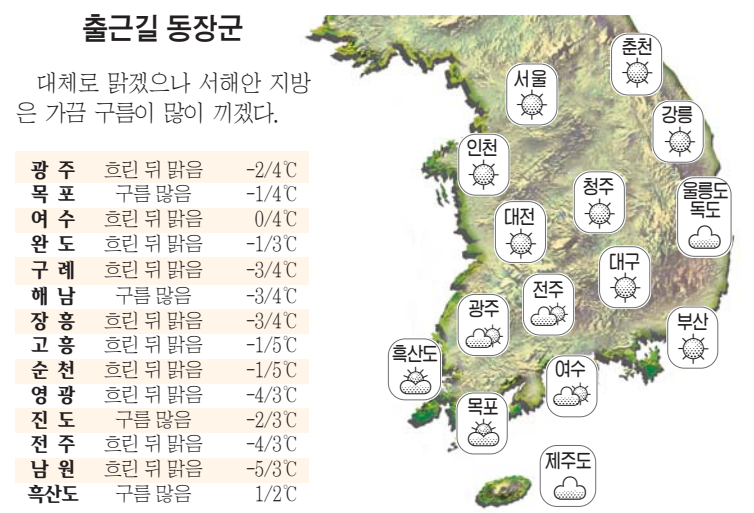 출근길 동장군
대체로 맑겠으나 서해안 지방
은 가끔 구름이 많이 끼겠다.
광 주 흐린 뒤 맑음 -2/4℃
목 포 구름 많음 -1/4℃
여 수 흐린 뒤 맑음 0/4℃
완 도 흐린 뒤 맑음 -1/3℃
구 례 흐린 뒤 맑음 -3/4℃
해 남 구름 많음 -3/4℃
장 흥 흐린 뒤 맑음 -3/4℃
고 흥 흐린 뒤 맑음 -1/5℃
순 천 흐린 뒤 맑음 -1/5℃
영 광 흐린 뒤 맑음 -4/3℃
진 도 구름 많음 -2/3℃
전 주 흐린 뒤 맑음 -4/3℃
남 원 흐린 뒤 맑음 -5/3℃
흑산도 구름 많음 1/2℃
춘천
서울
강릉
인천
청주
울릉도
독도
대전
대구
전주
광주
부산
흑산도
여수
목포
제주도